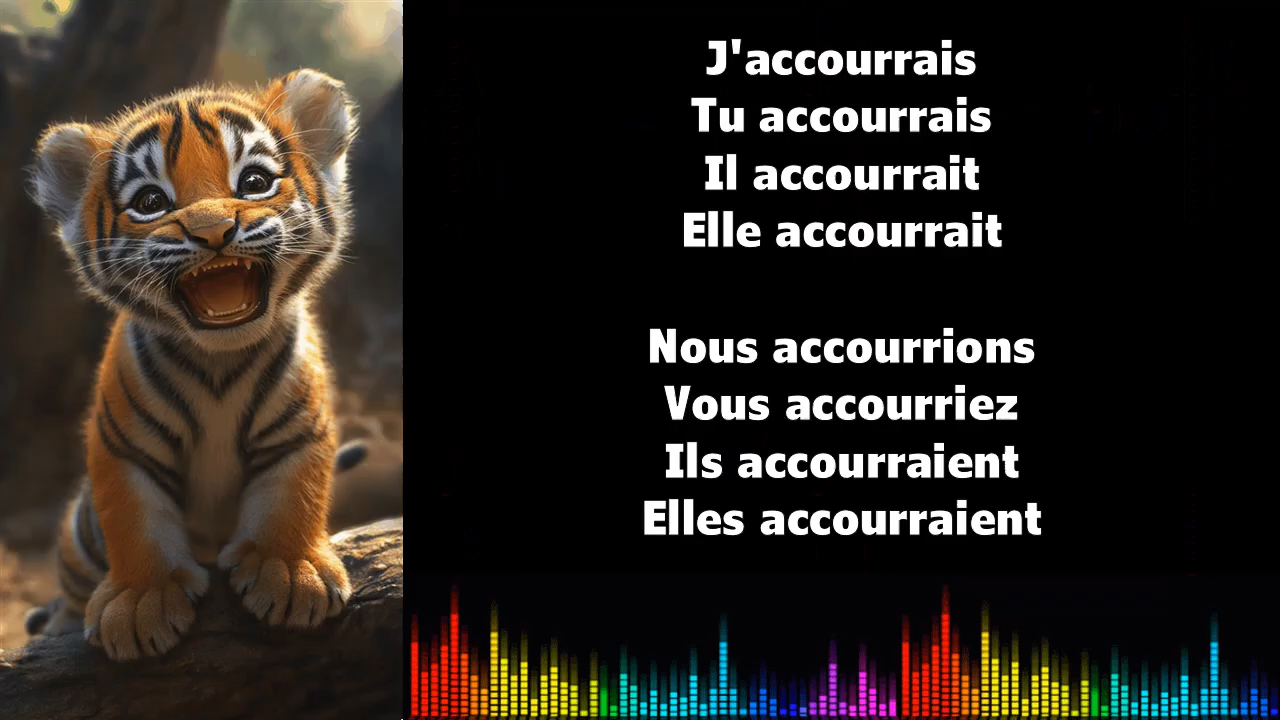 J'accourrais
Tu accourrais
Il accourrait
Elle accourrait
Nous accourrions
Vous accourriez
Ils accourraient
Elles accourraient